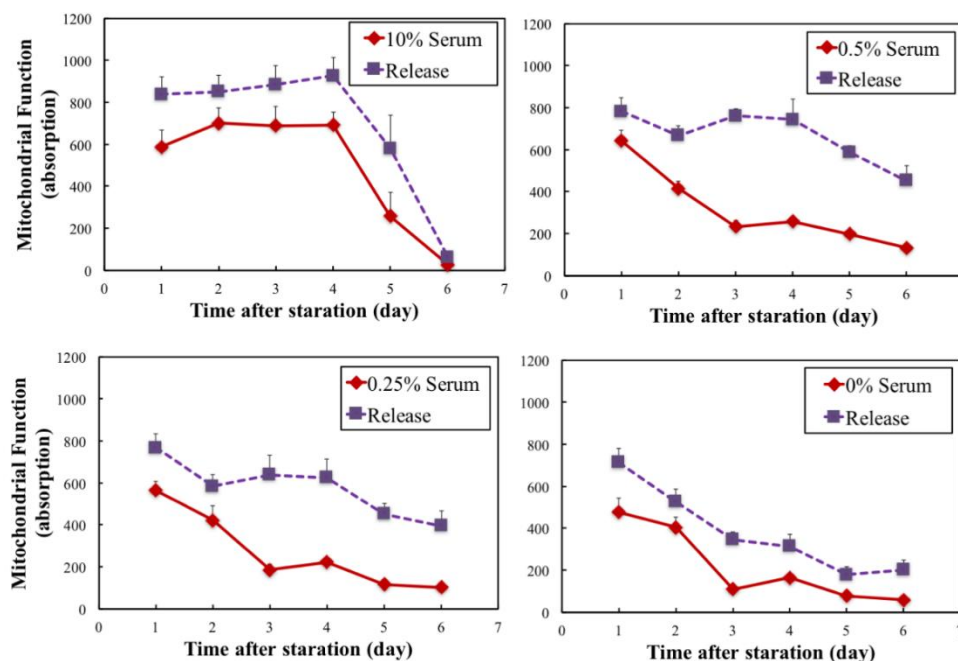 Mitochondrial Function
(absorption)
1200
1000
800
600
400
200
0
10% Serum
Release
0 1 2 3 4 5 6 7
Time after staration (day)
1200
1000
800
600
400
200
0
0.5% Serum
Release
0 1 2 3 4 5 6
Time after staration (day)
Mitochondrial Function
(absorption)
1200
1000
800
600
400
200
0
0.25% Serum
Release
0 1 2 3 4 5 6 7
Time after staration (day)
1200
1000
800
600
400
200
0
0% Serum
Release
0 1 2 3 4 5 6 7
Time after staration (day)